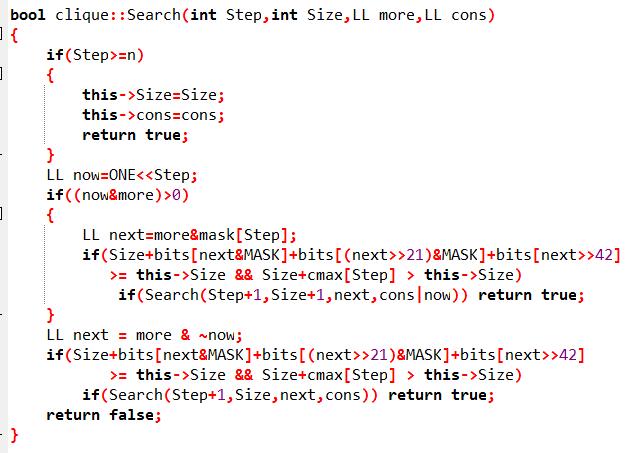 bool clique::Search(int Step,int Size,LL more,LL cons)
{
    if(Step>=n)
    {
        this->Size=Size;
        this->cons=cons;
        return true;
    }
    LL now=ONE<<Step;
    if((now&more)>0)
    {
        LL next=more&mask[Step];
        if(Size+bits[next&MASK]+bits[(next>>21)&MASK]+bits[next>>42]
           >= this->Size && Size+cmax[Step] > this->Size)
            if(Search(Step+1,Size+1,next,cons|now)) return true;
    }
    LL next = more & ~now;
    if(Size+bits[next&MASK]+bits[(next>>21)&MASK]+bits[next>>42]
           >= this->Size && Size+cmax[Step] > this->Size)
        if(Search(Step+1,Size,next,cons)) return true;
    return false;
}